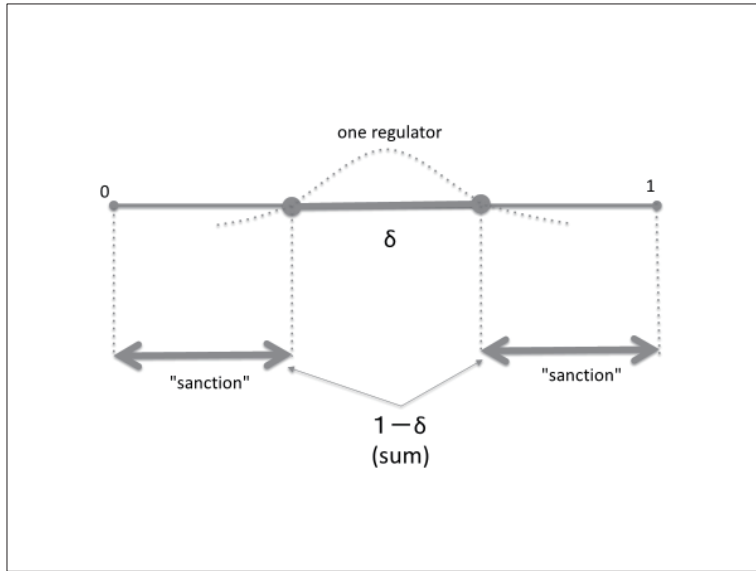 one regulator
0
1
δ
"sanction"
"sanction"
1－δ
(sum)